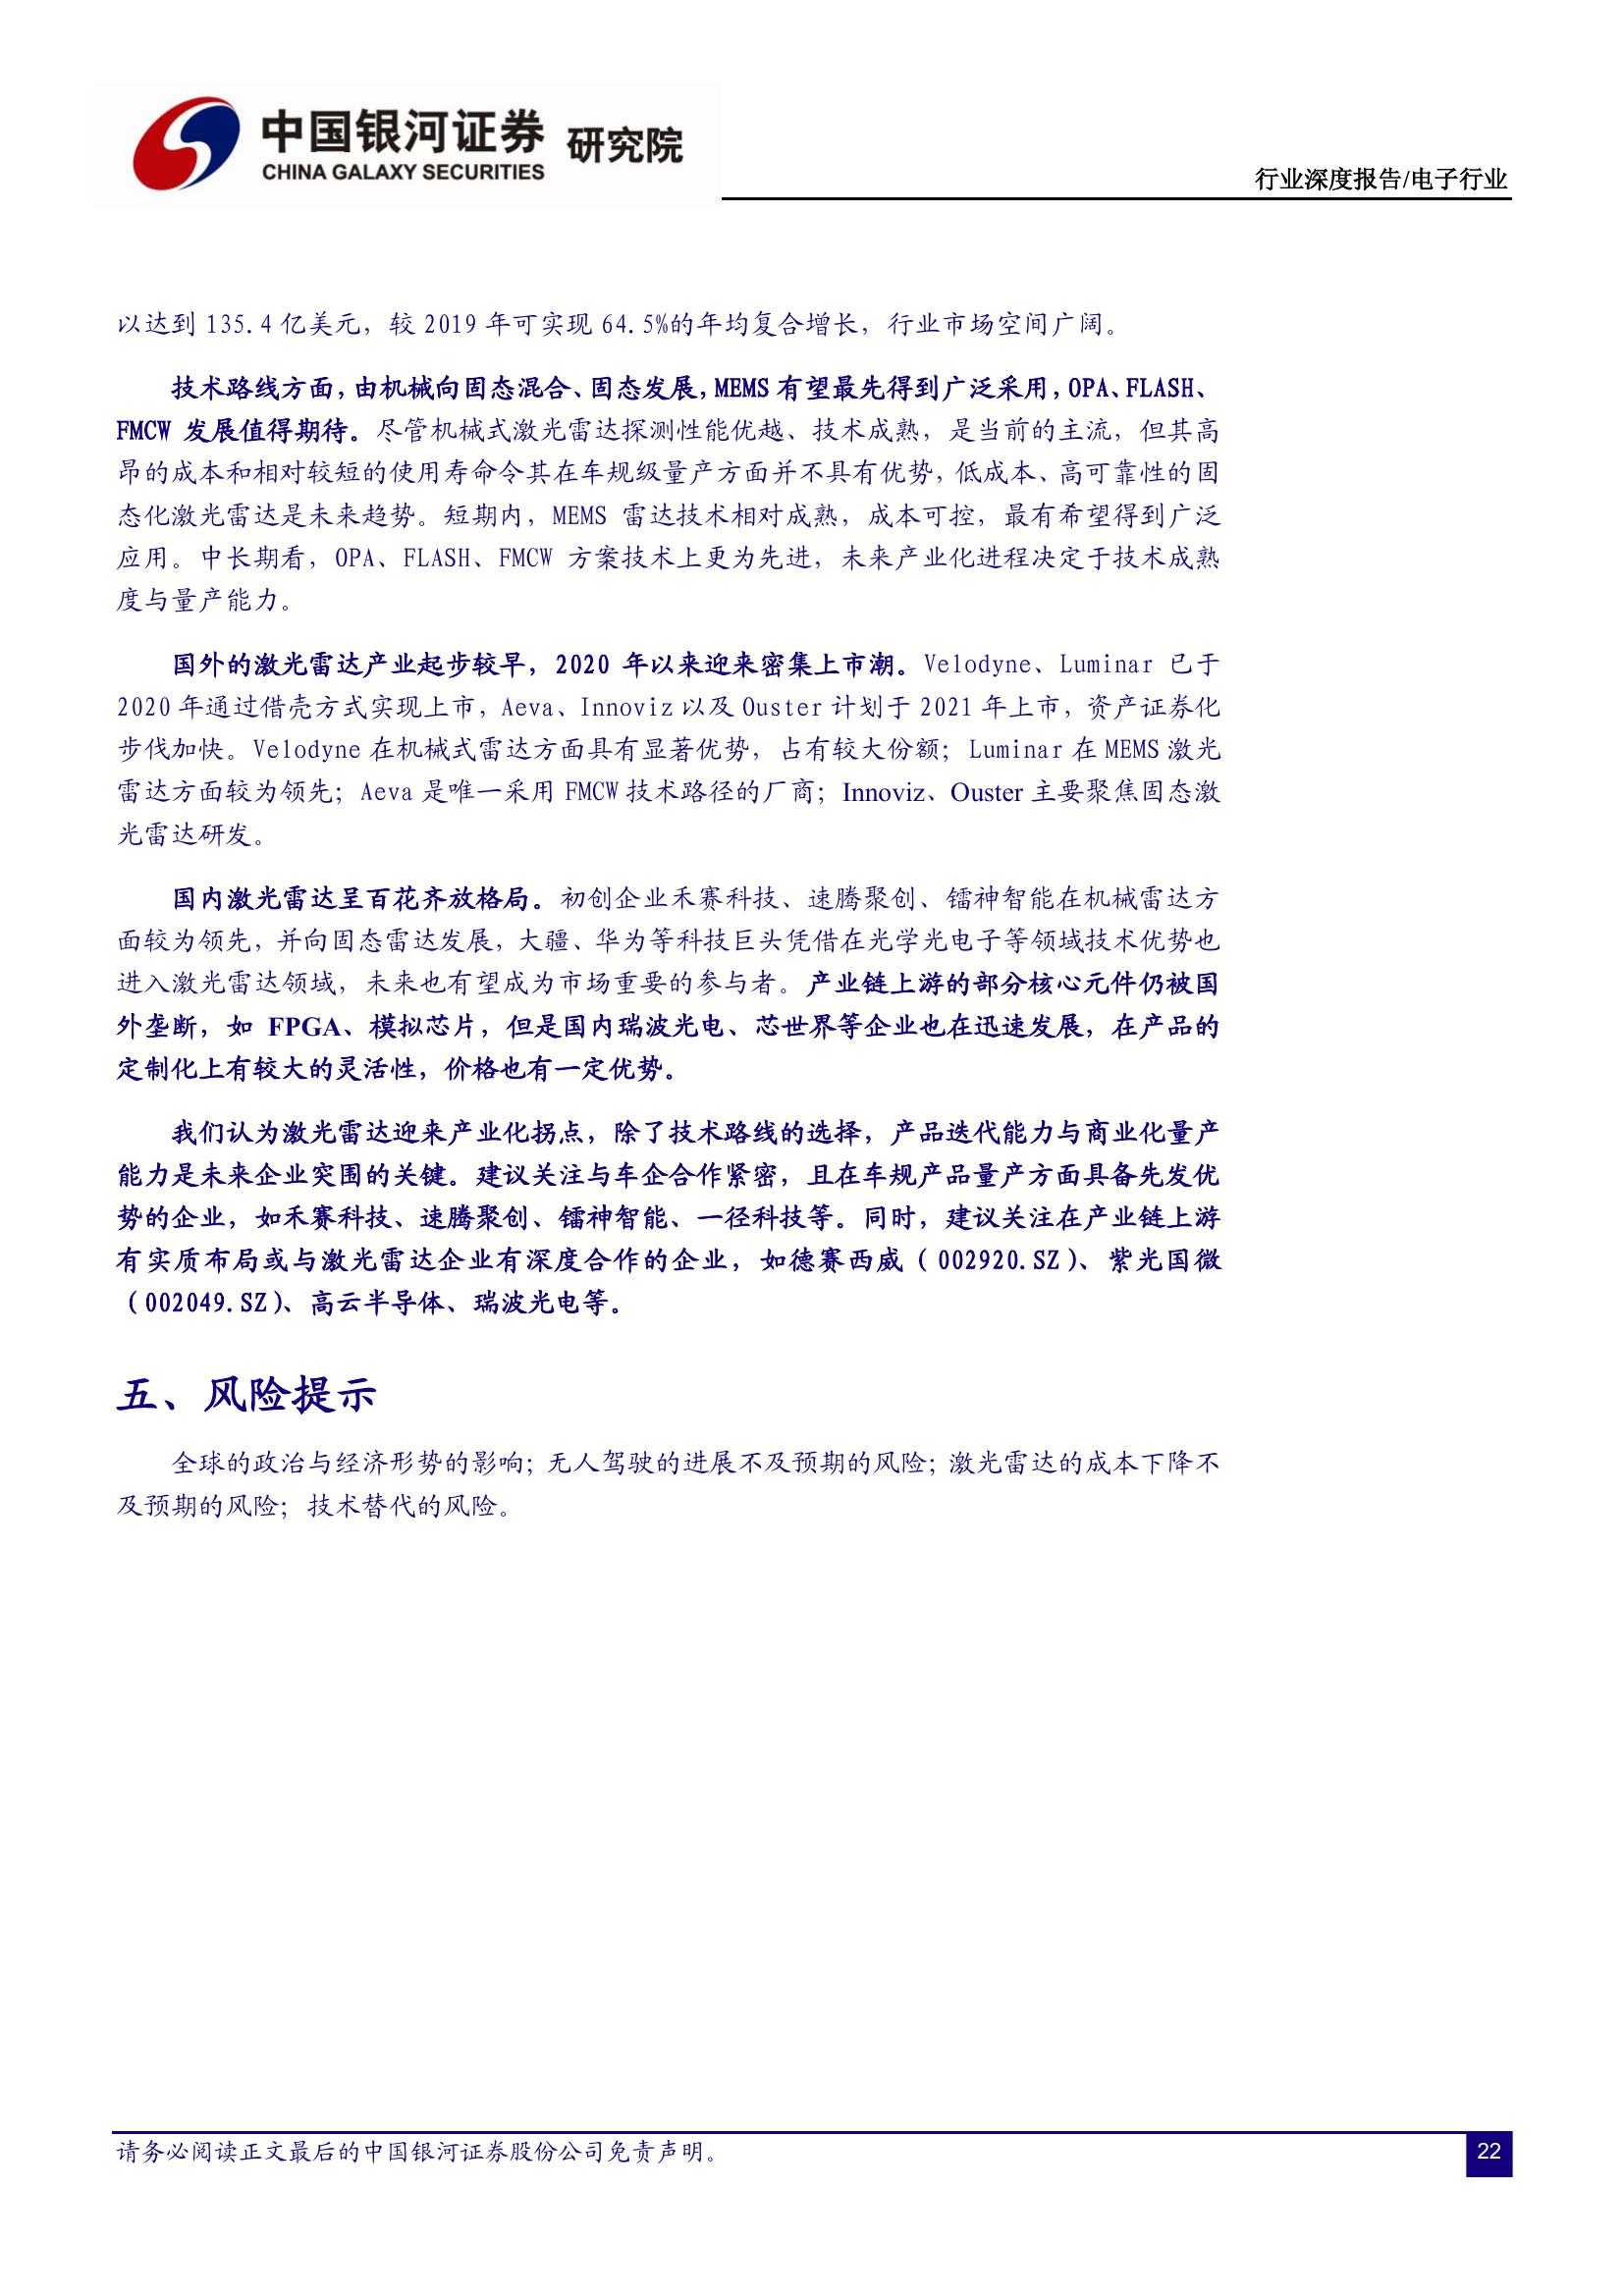 中国银河证券 研究院
CHINA GALAXY SECURITIES
行业深度报告/电子行业
以达到 135.4 亿美元，较 2019 年可实现 64.5%的年均复合增长，行业市场空间广阔。
技术路线方面，由机械向固态混合、固态发展，MEMS 有望最先得到广泛采用，OPA、FLASH、
FMCW 发展值得期待。尽管机械式激光雷达探测性能优越、技术成熟，是当前的主流，但其高
昂的成本和相对较短的使用寿命令其在车规级量产方面并不具有优势，低成本、高可靠性的固
态化激光雷达是未来趋势。短期内，MEMS 雷达技术相对成熟，成本可控，最有希望得到广泛
应用。中长期看，OPA、FLASH、FMCW 方案技术上更为先进，未来产业化进程决定于技术成熟
度与量产能力。
国外的激光雷达产业起步较早，2020 年以来迎来密集上市潮。Velodyne、Luminar 已于
2020 年通过借壳方式实现上市，Aeva、Innoviz 以及 Ouster 计划于 2021 年上市，资产证券化
步伐加快。Velodyne 在机械式雷达方面具有显著优势，占有较大份额；Luminar 在 MEMS 激光
雷达方面较为领先；Aeva 是唯一采用 FMCW 技术路径的厂商；Innoviz、Ouster 主要聚焦固态激
光雷达研发。
国内激光雷达呈百花齐放格局。初创企业禾赛科技、速腾聚创、镭神智能在机械雷达方
面较为领先，并向固态雷达发展，大疆、华为等科技巨头凭借在光学光电子等领域技术优势也
进入激光雷达领域，未来也有望成为市场重要的参与者。产业链上游的部分核心元件仍被国
外垄断，如 FPGA、模拟芯片，但是国内瑞波光电、芯世界等企业也在迅速发展，在产品的
定制化上有较大的灵活性，价格也有一定优势。
我们认为激光雷达迎来产业化拐点，除了技术路线的选择，产品迭代能力与商业化量产
能力是未来企业突围的关键。建议关注与车企合作紧密，且在车规产品量产方面具备先发优
势的企业，如禾赛科技、速腾聚创、镭神智能、一径科技等。同时，建议关注在产业链上游
有实质布局或与激光雷达企业有深度合作的企业，如德赛西威（002920.SZ）、紫光国微
（002049.SZ）、高云半导体、瑞波光电等。
五、风险提示
全球的政治与经济形势的影响；无人驾驶的进展不及预期的风险；激光雷达的成本下降不
及预期的风险；技术替代的风险。
请务必阅读正文最后的中国银河证券股份公司免责声明。
22